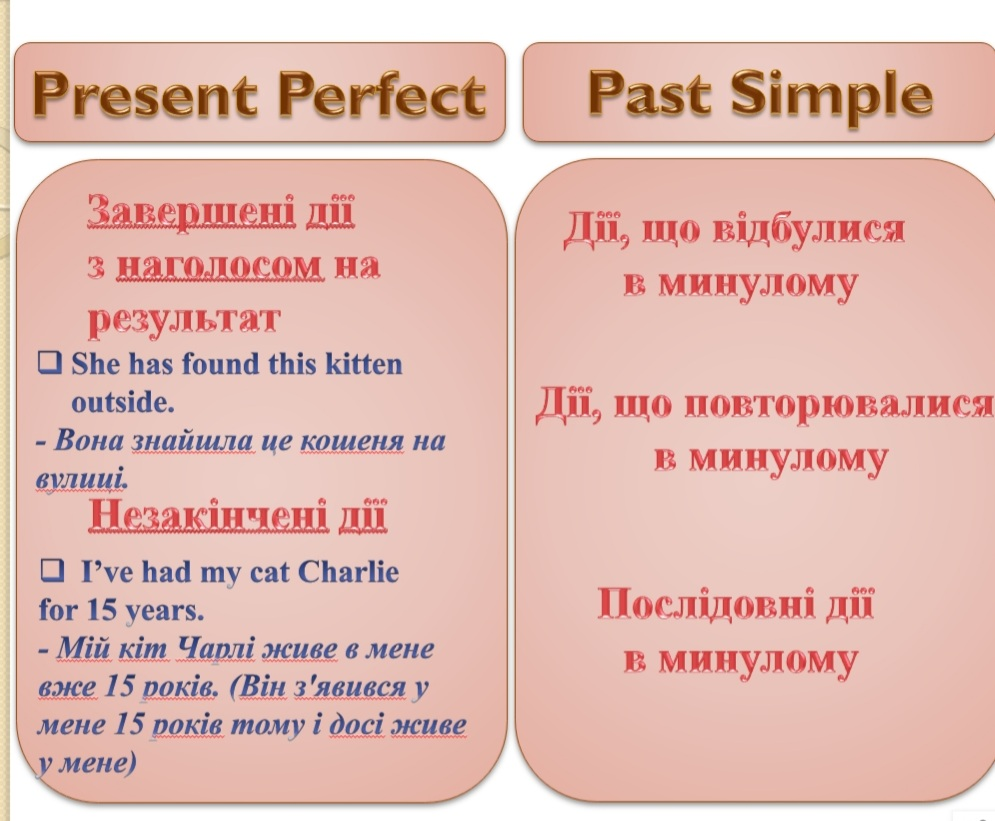 Present Perfect
Past Simple
Завершені дії
з наголосом на
результат
❑ She has found this kitten
outside.
- Вона знайшла це кошеня на
вулиці.
Незакінчені дії
❑ I’ve had my cat Charlie
for 15 years.
- Мій кіт Чарлі живе в мене
вже 15 років. (Він з'явився у
мене 15 років тому і досі живе
у мене)
Дії, що відбулися
в минулому
Дії, що повторювалися
в минулому
Послідовні дії
в минулому